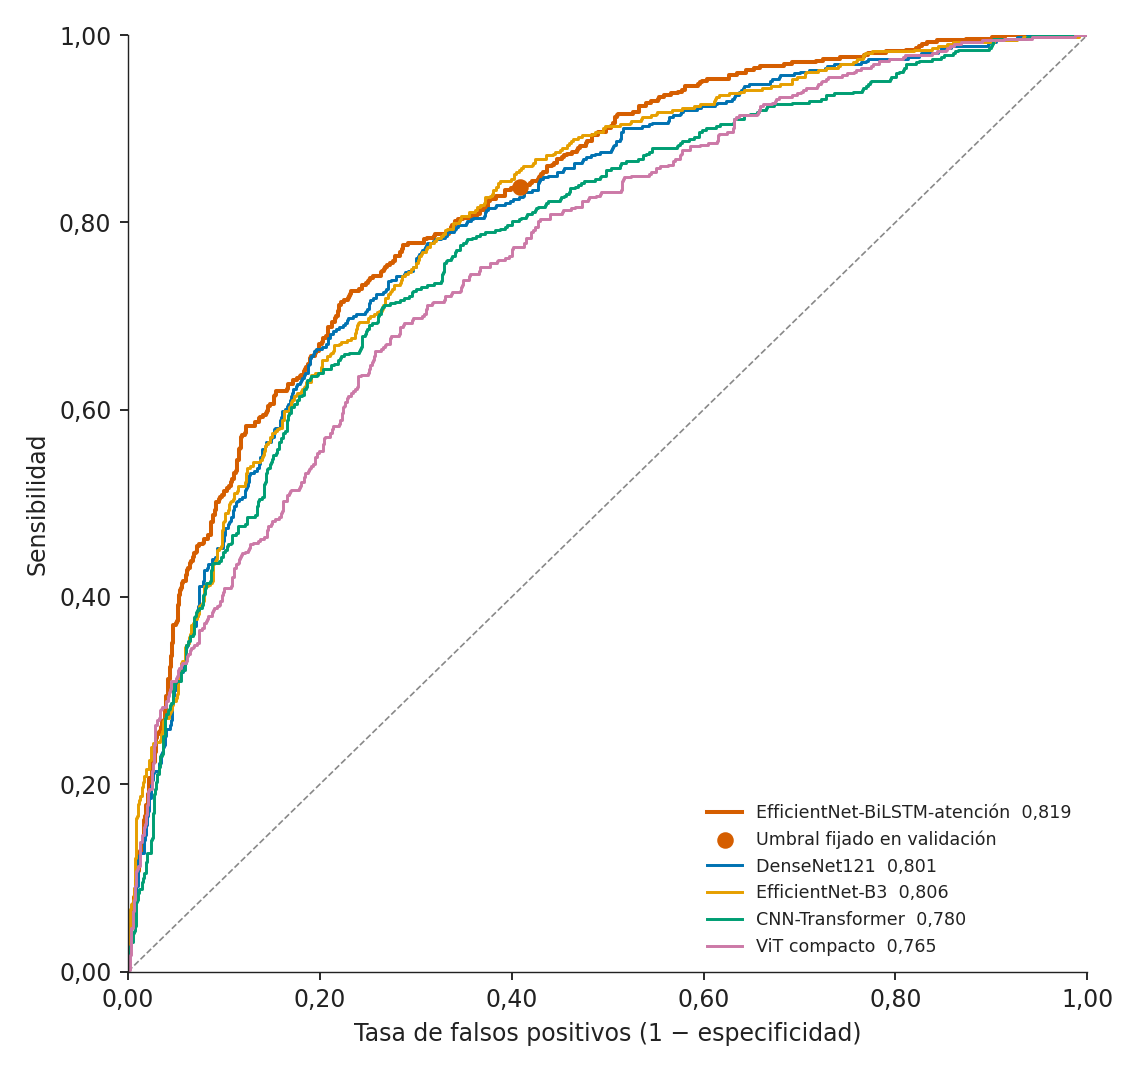 1,00
0,80
0,60
0,40
0,20
0,00
Sensibilidad
EfficientNet-BiLSTM-atención 0,819
Umbral fijado en validación
DenseNet121 0,801
EfficientNet-B3 0,806
CNN-Transformer 0,780
ViT compacto 0,765
0,00 0,20 0,40 0,60 0,80 1,00
Tasa de falsos positivos (1 − especificidad)